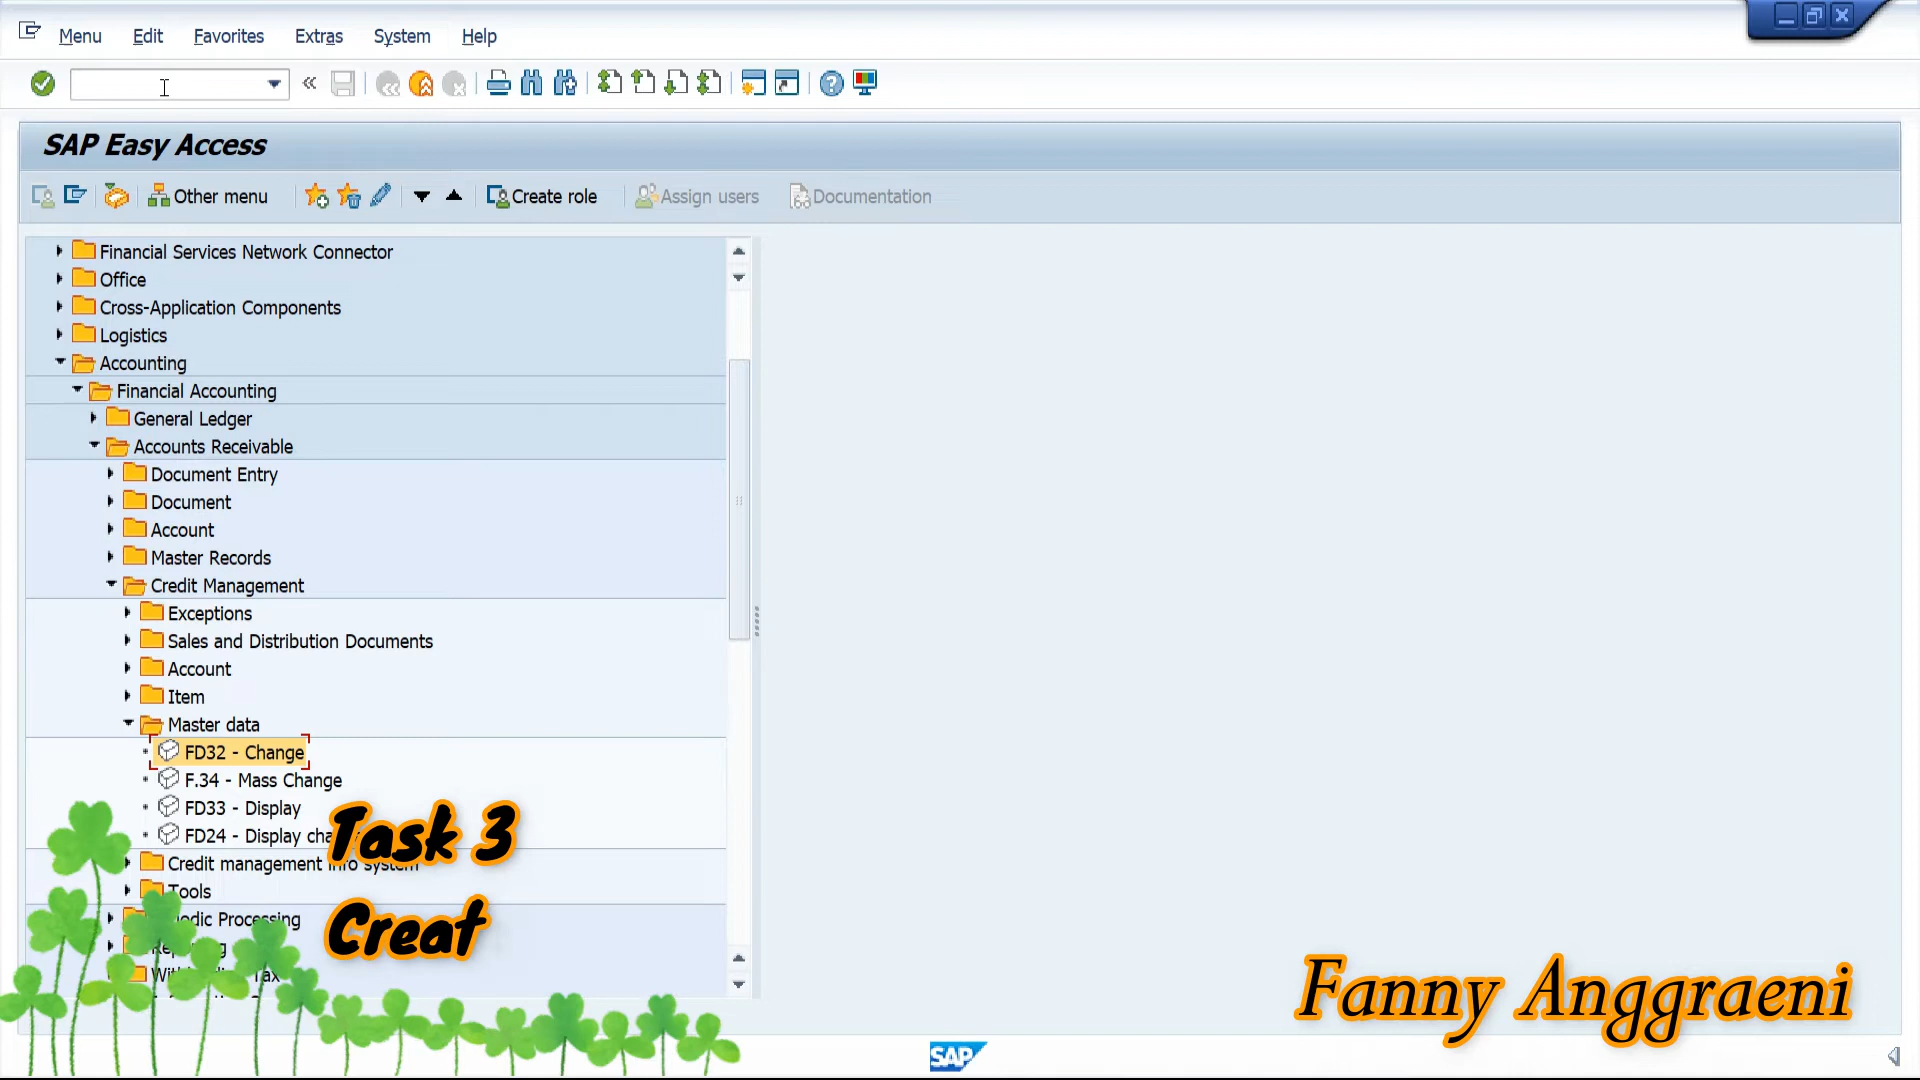 Menu Edit Favorites Extras System Help
SAP Easy Access
Other menu Create role Assign users Documentation
Financial Services Network Connector
Office
Cross-Application Components
Logistics
Accounting
Financial Accounting
General Ledger
Accounts Receivable
Document Entry
Document
Account
Master Records
Credit Management
Exceptions
Sales and Distribution Documents
Account
Item
Master data
FD32 - Change
F.34 - Mass Change
FD33 - Display
FD24 - Display
Credit management info system
Tools
Processing
Task 3
Creat
Fanny Anggraeni
SAP